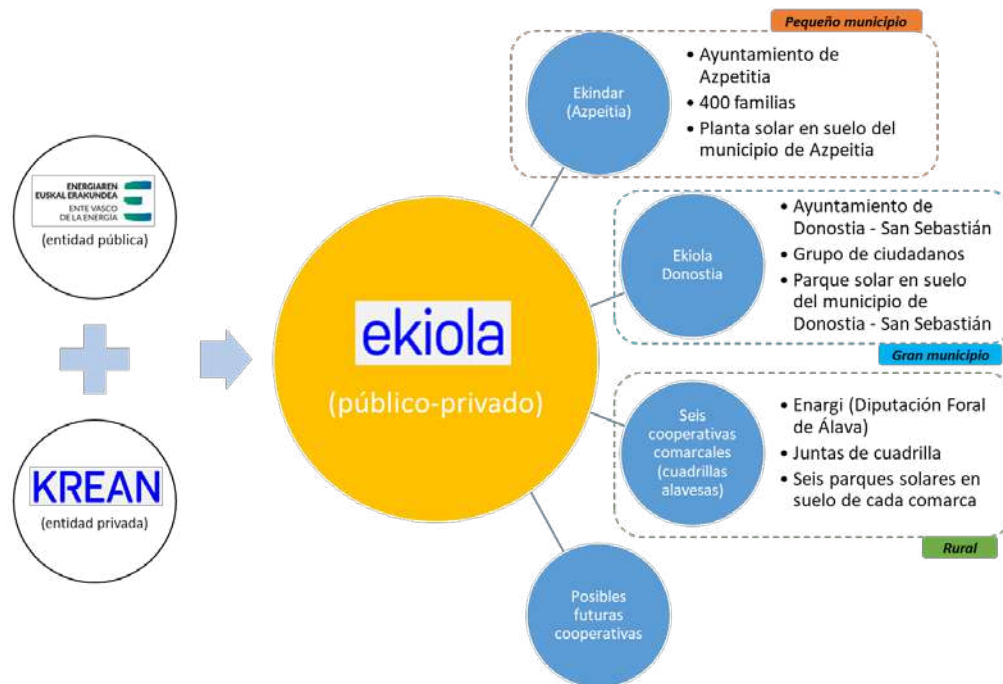 ENERGIAREN
EUSKAL ERAKUNDEA
ENTE VASCO
DE LA ENERGÍA
(entidad pública)
KREAN
(entidad privada)
ekiola
(público-privado)
Pequeño municipio
Ekindar
(Azpeitia)
• Ayuntamiento de
Azpetitia
• 400 familias
• Planta solar en suelo del
municipio de Azpeitia
Ekiola
Donostia
• Ayuntamiento de
Donostia - San Sebastián
• Grupo de ciudadanos
• Parque solar en suelo
del municipio de
Donostia - San Sebastián
Gran municipio
Seis
cooperativas
comarcales
(cuadrillas
alavesas)
• Enargi (Diputación Foral
de Álava)
• Juntas de cuadrilla
• Seis parques solares en
suelo de cada comarca
Rural
Posibles
futuras
cooperativas